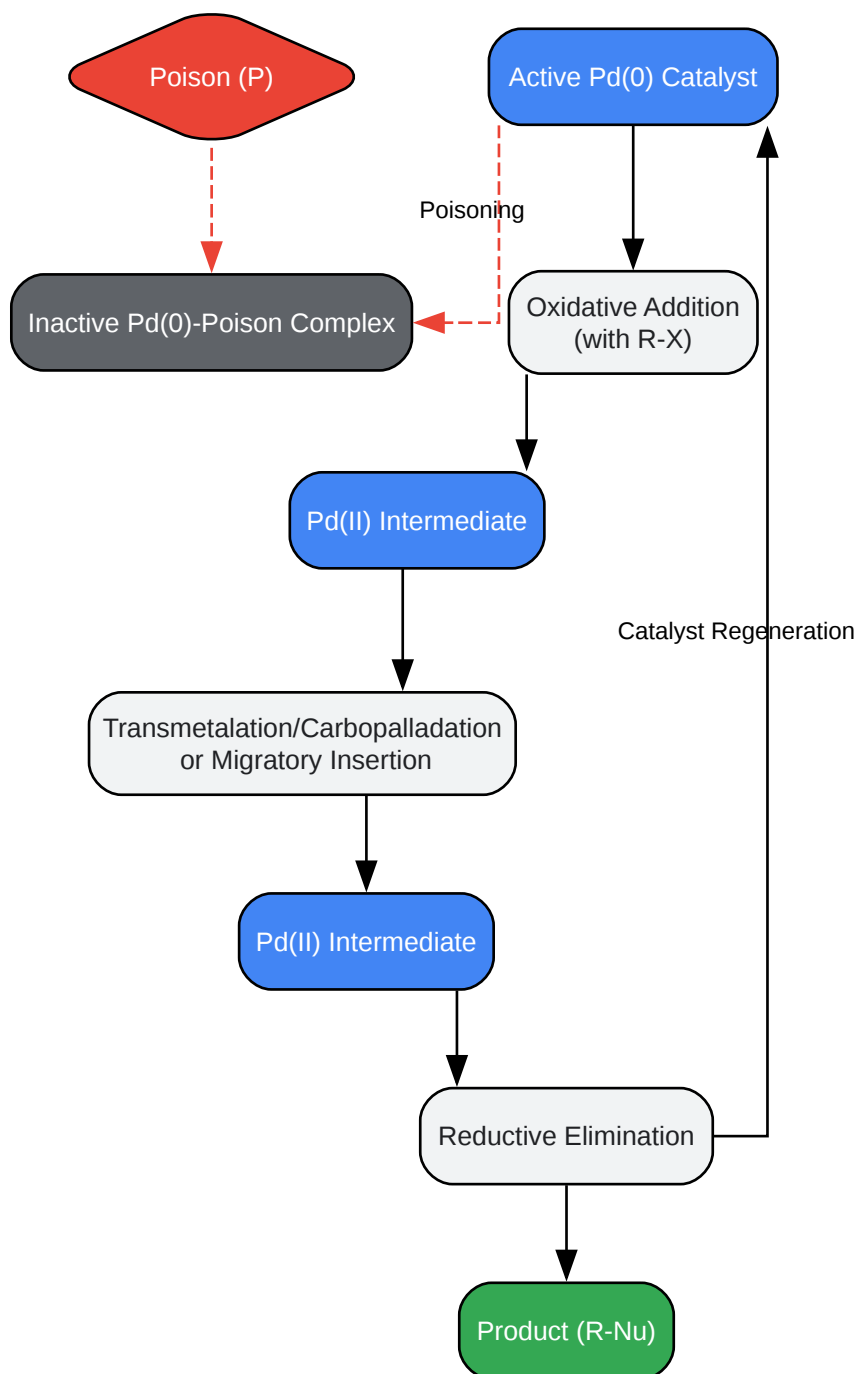 Poison (P)
Active Pd(0) Catalyst
Poisoning
Inactive Pd(0)-Poison Complex
Oxidative Addition
(with R-X)
Pd(II) Intermediate
Catalyst Regeneration
Transmetalation/Carbopalladation
or Migratory Insertion
Pd(II) Intermediate
Reductive Elimination
Product (R-Nu)